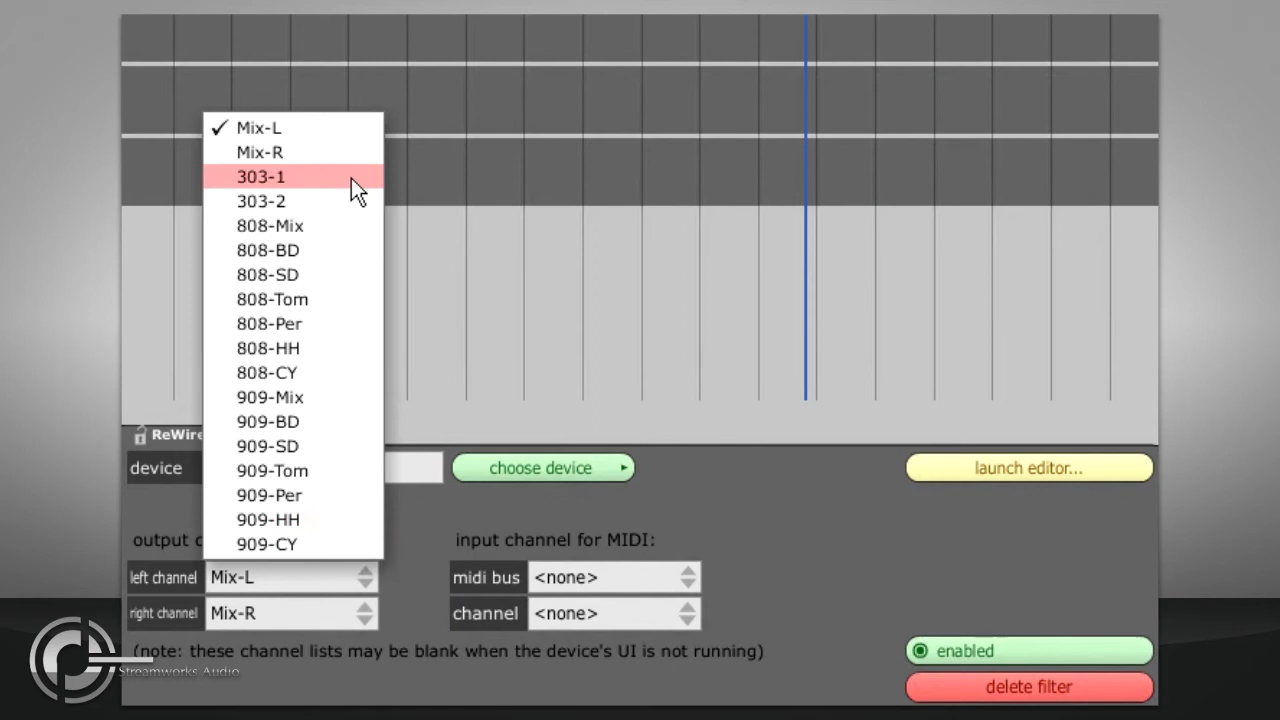 Mix-L
Mix-R
303-1
303-2
808-Mix
808-BD
808-SD
808-Tom
808-Per
808-HH
808-CY
909-Mix
909-BD
909-SD
909-Tom
909-Per
909-HH
909-CY
ReWire
device
choose device
launch editor...
output c
input channel for MIDI:
left channel Mix-L
midi bus <none>
right channel Mix-R
channel <none>
(note: these channel lists may be blank when the device's UI is not running)
enabled
delete filter
Streamworks Audio